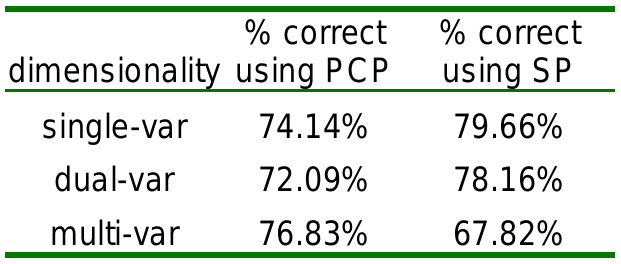 % correct % correct
dimensionality using PCP using SP
single-var 74.14% 79.66%
dual-var 72.09% 78.16%
multi-var 76.83% 67.82%